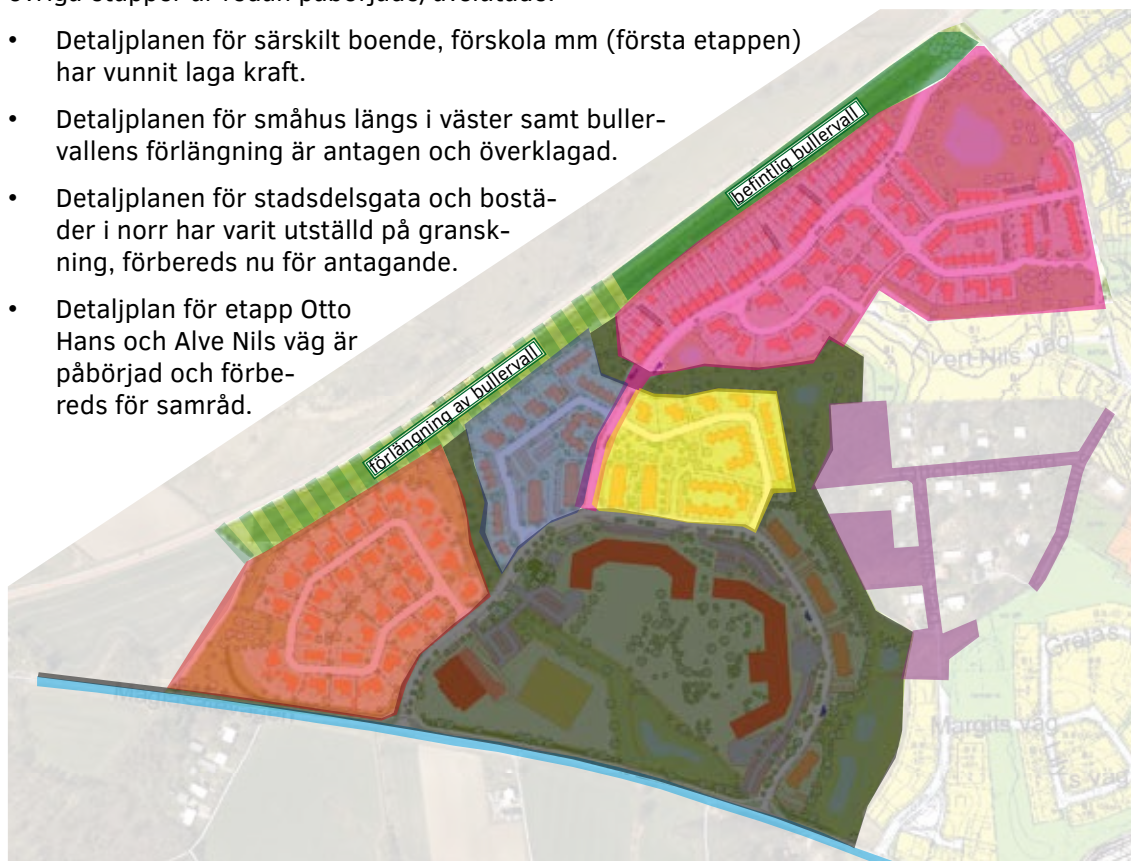 övriga etapper är redan påbörjade/avslutade.
• Detaljplanen för särskilt boende, förskola mm (första etappen)
har vunnit laga kraft.
• Detaljplanen för småhus längs i väster samt buller-
vallens förlängning är antagen och överklagad.
• Detaljplanen för stadsdelsgata och bostä-
der i norr har varit utställd på gransk-
ning, förbereds nu för antagande.
• Detaljplan för etapp Otto
Hans och Alve Nils väg är
påbörjad och förbe-
reds för samråd.
befintlig bullervall
förlängning av bullervall
Nils väg
Margits väg
väg